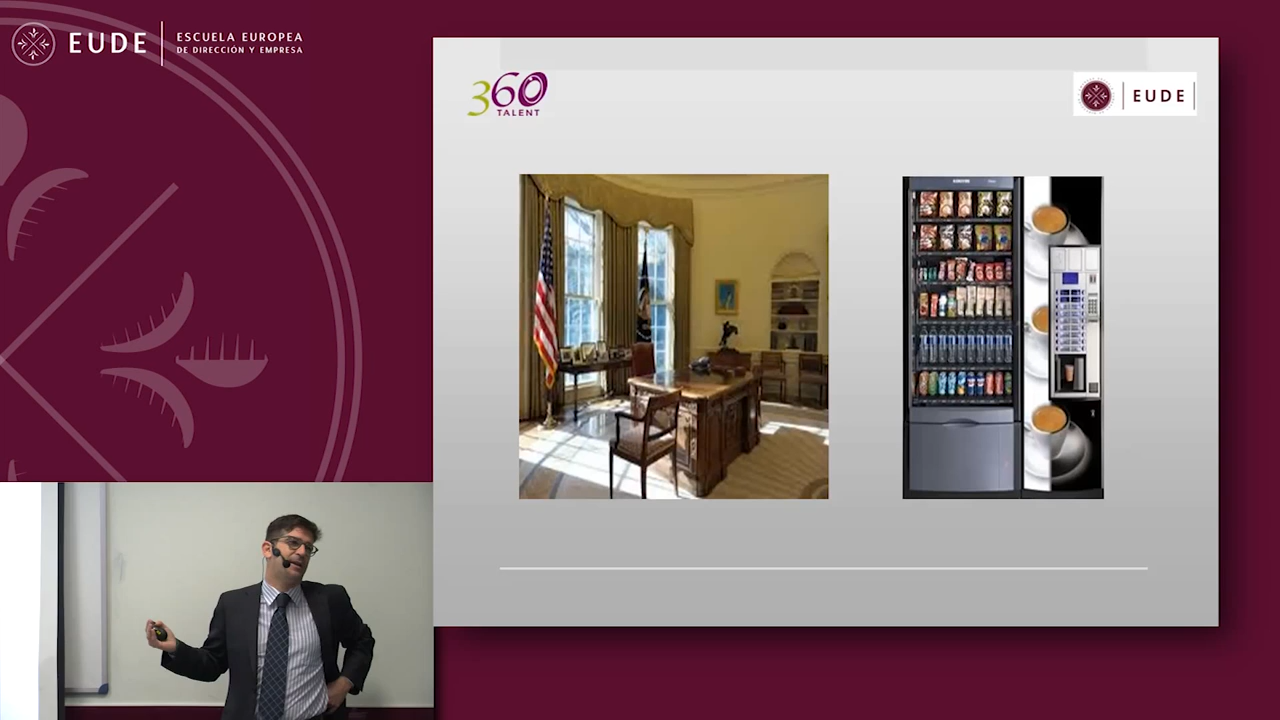 EUDE
ESCUELA EUROPEA
DE DIRECCIÓN Y EMPRESA
360
TALENT
EUDE